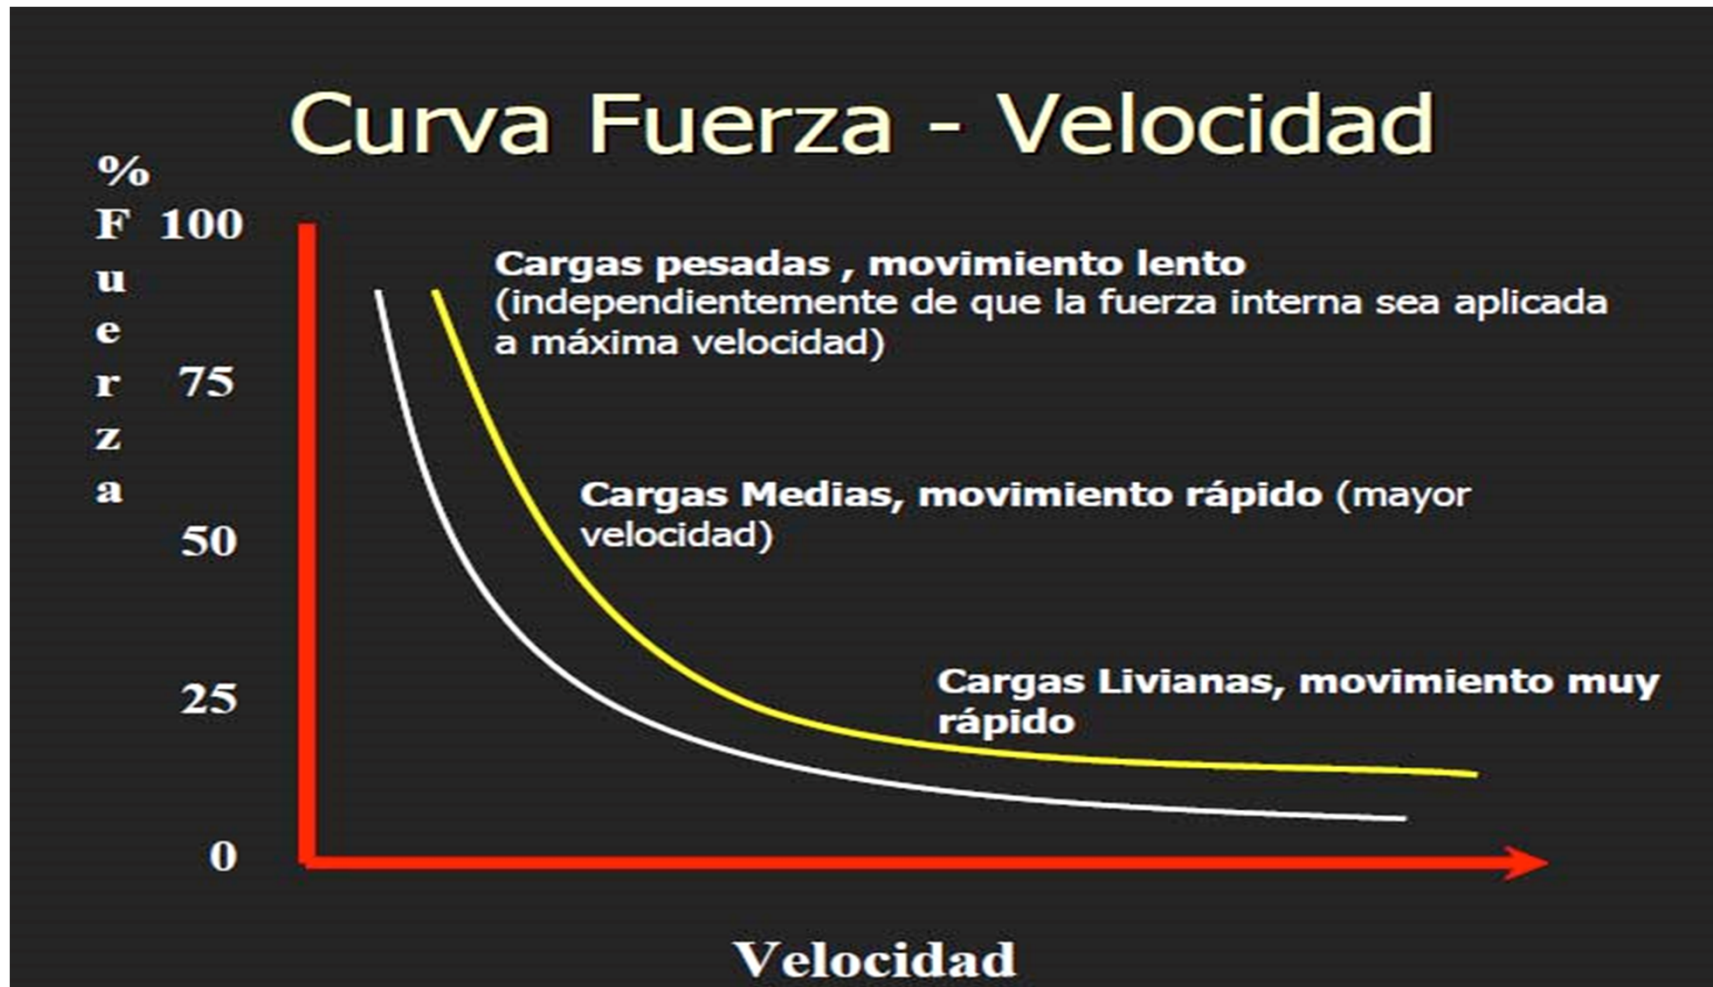 Curva Fuerza - Velocidad
% Fuerza
100
Cargas pesadas , movimiento lento
(independientemente de que la fuerza interna sea aplicada
a máxima velocidad)
75
Cargas Medias, movimiento rápido (mayor
velocidad)
50
Cargas Livianas, movimiento muy
rápido
25
0
Velocidad